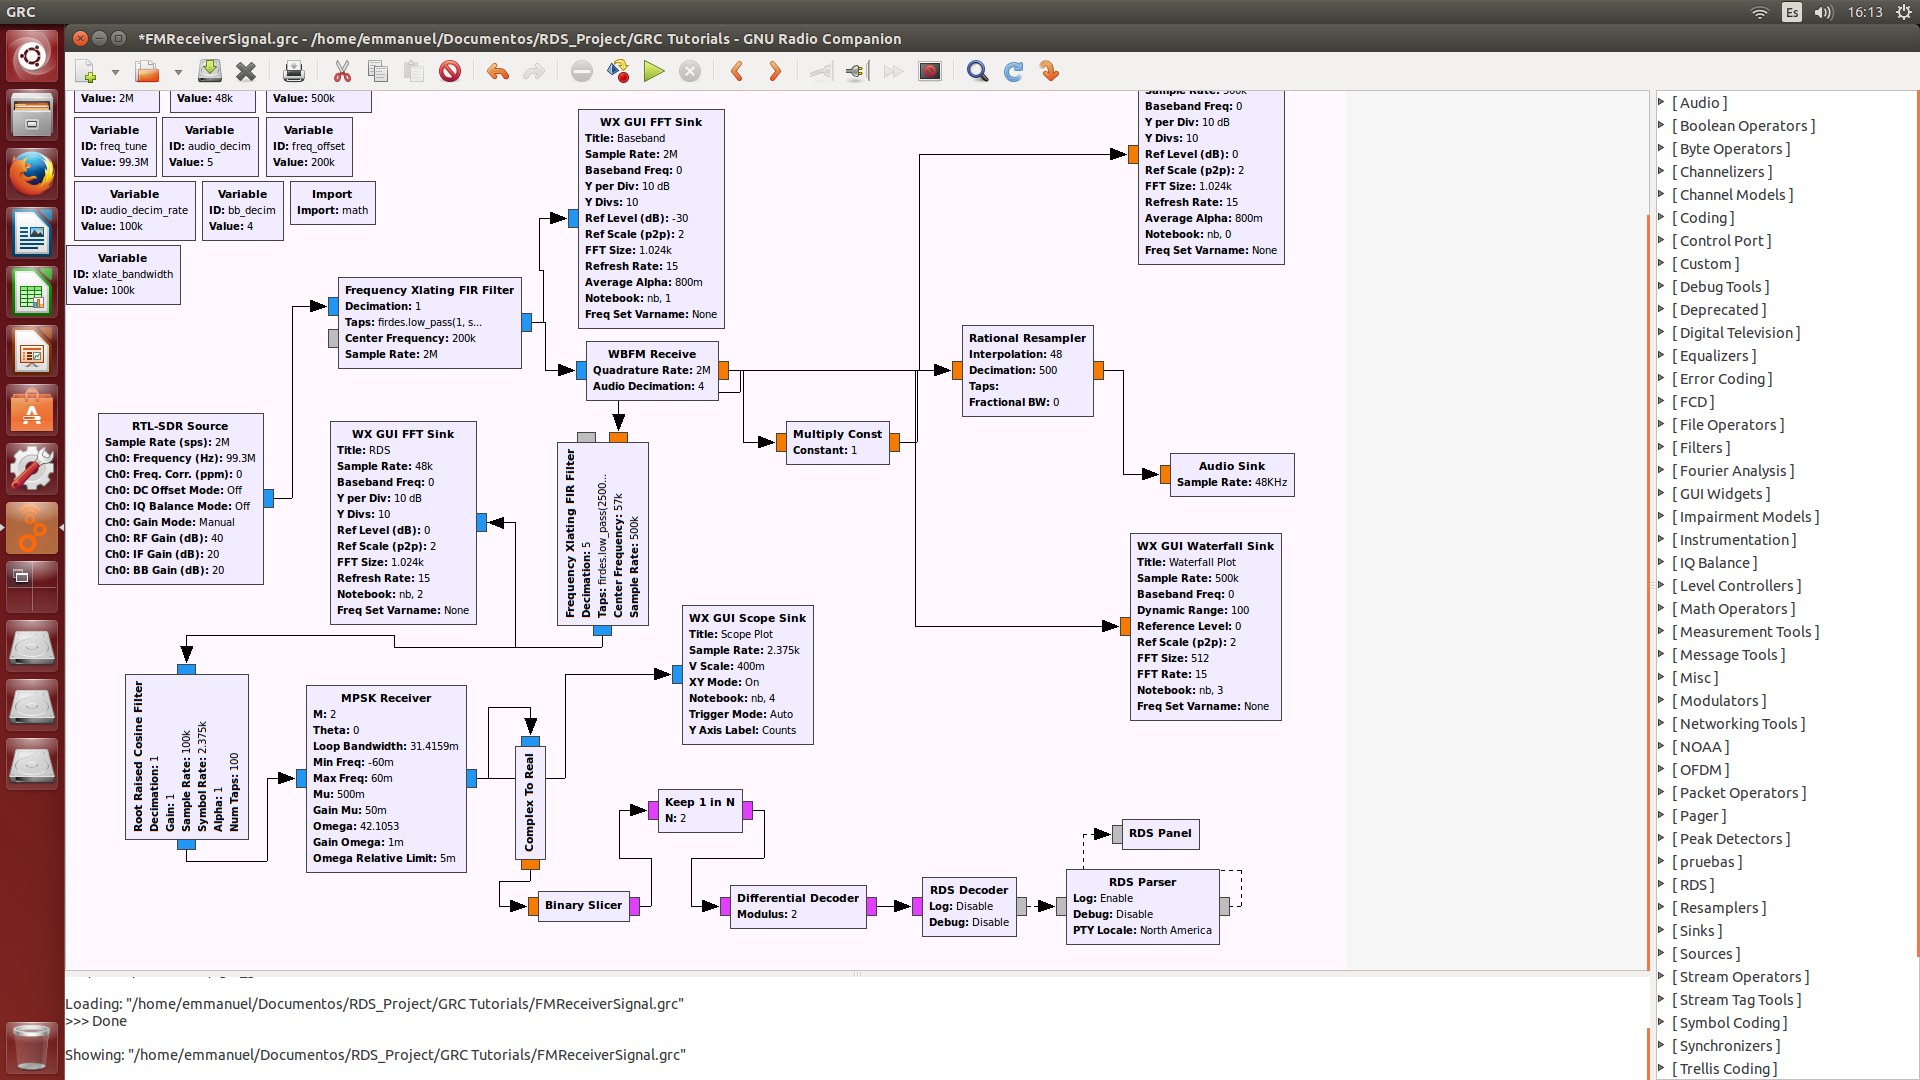 GRC
Es
16:13
*FMReceiverSignal.grc - /home/emmanuel/Documentos/RDS_Project/GRC Tutorials - GNU Radio Companion
Value: 2M
Value: 48k
Value: 500k
Variable
ID: freq_tune
Value: 99.3M
Variable
ID: audio_decim
Value: 5
Variable
ID: freq_offset
Value: 200k
Variable
ID: audio_decim_rate
Value: 100k
Variable
ID: bb_decim
Value: 4
Import
Import: math
Variable
ID: xlate_bandwidth
Value: 100k
WX GUI FFT Sink
Title: Baseband
Sample Rate: 2M
Baseband Freq: 0
Y per Div: 10 dB
Y Divs: 10
Ref Level (dB): -30
Ref Scale (p2p): 2
FFT Size: 1.024k
Refresh Rate: 15
Average Alpha: 800m
Notebook: nb, 1
Freq Set Varname: None
Sample Rate: 500k
Baseband Freq: 0
Y per Div: 10 dB
Y Divs: 10
Ref Level (dB): 0
Ref Scale (p2p): 2
FFT Size: 1.024k
Refresh Rate: 15
Average Alpha: 800m
Notebook: nb, 0
Freq Set Varname: None
Frequency Xlating FIR Filter
Decimation: 1
Taps: firdes.low_pass(1, s...
Center Frequency: 200k
Sample Rate: 2M
WBFM Receive
Quadrature Rate: 2M
Audio Decimation: 4
Rational Resampler
Interpolation: 48
Decimation: 500
Taps:
Fractional BW: 0
RTL-SDR Source
Sample Rate (sps): 2M
Ch0: Frequency (Hz): 99.3M
Ch0: Freq. Corr. (ppm): 0
Ch0: DC Offset Mode: Off
Ch0: IQ Balance Mode: Off
Ch0: Gain Mode: Manual
Ch0: RF Gain (dB): 40
Ch0: IF Gain (dB): 20
Ch0: BB Gain (dB): 20
WX GUI FFT Sink
Title: RDS
Sample Rate: 48k
Baseband Freq: 0
Y per Div: 10 dB
Y Divs: 10
Ref Level (dB): 0
Ref Scale (p2p): 2
FFT Size: 1.024k
Refresh Rate: 15
Average Alpha: 800m
Notebook: nb, 2
Freq Set Varname: None
Frequency Xlating FIR Filter
Decimation: 5
Taps: firdes.low_pass(2500...
Center Frequency: 57k
Sample Rate: 500k
Multiply Const
Constant: 1
Audio Sink
Sample Rate: 48KHz
WX GUI Waterfall Sink
Title: Waterfall Plot
Sample Rate: 500k
Baseband Freq: 0
Dynamic Range: 100
Reference Level: 0
Ref Scale (p2p): 2
FFT Size: 512
FFT Rate: 15
Notebook: nb, 3
Freq Set Varname: None
WX GUI Scope Sink
Title: Scope Plot
Sample Rate: 2.375k
V Scale: 400m
XY Mode: On
Notebook: nb, 4
Trigger Mode: Auto
Y Axis Label: Counts
Root Raised Cosine Filter
Decimation: 1
Gain: 1
Sample Rate: 100k
Symbol Rate: 2.375k
Alpha: 1
Num Taps: 100
MPSK Receiver
M: 2
Theta: 0
Loop Bandwidth: 31.4159m
Min Freq: -60m
Max Freq: 60m
Mu: 500m
Gain Mu: 50m
Omega: 42.1053
Gain Omega: 1m
Omega Relative Limit: 5m
Complex To Real
Keep 1 in N
N: 2
Binary Slicer
Differential Decoder
Modulus: 2
RDS Decoder
Log: Disable
Debug: Disable
RDS Panel
RDS Parser
Log: Enable
Debug: Disable
PTY Locale: North America
[ Audio ]
[ Boolean Operators ]
[ Byte Operators ]
[ Channelizers ]
[ Channel Models ]
[ Coding ]
[ Control Port ]
[ Custom ]
[ Debug Tools ]
[ Deprecated ]
[ Digital Television ]
[ Equalizers ]
[ Error Coding ]
[ FCD ]
[ File Operators ]
[ Filters ]
[ Fourier Analysis ]
[ GUI Widgets ]
[ Impairment Models ]
[ Instrumentation ]
[ IQ Balance ]
[ Level Controllers ]
[ Math Operators ]
[ Measurement Tools ]
[ Message Tools ]
[ Misc ]
[ Modulators ]
[ Networking Tools ]
[ NOAA ]
[ OFDM ]
[ Packet Operators ]
[ Pager ]
[ Peak Detectors ]
[ pruebas ]
[ RDS ]
[ Resamplers ]
[ Sinks ]
[ Sources ]
[ Stream Operators ]
[ Stream Tag Tools ]
[ Symbol Coding ]
[ Synchronizers ]
[ Trellis Coding ]
Loading: "/home/emmanuel/Documentos/RDS_Project/GRC Tutorials/FMReceiverSignal.grc"
>>> Done
Showing: "/home/emmanuel/Documentos/RDS_Project/GRC Tutorials/FMReceiverSignal.grc"